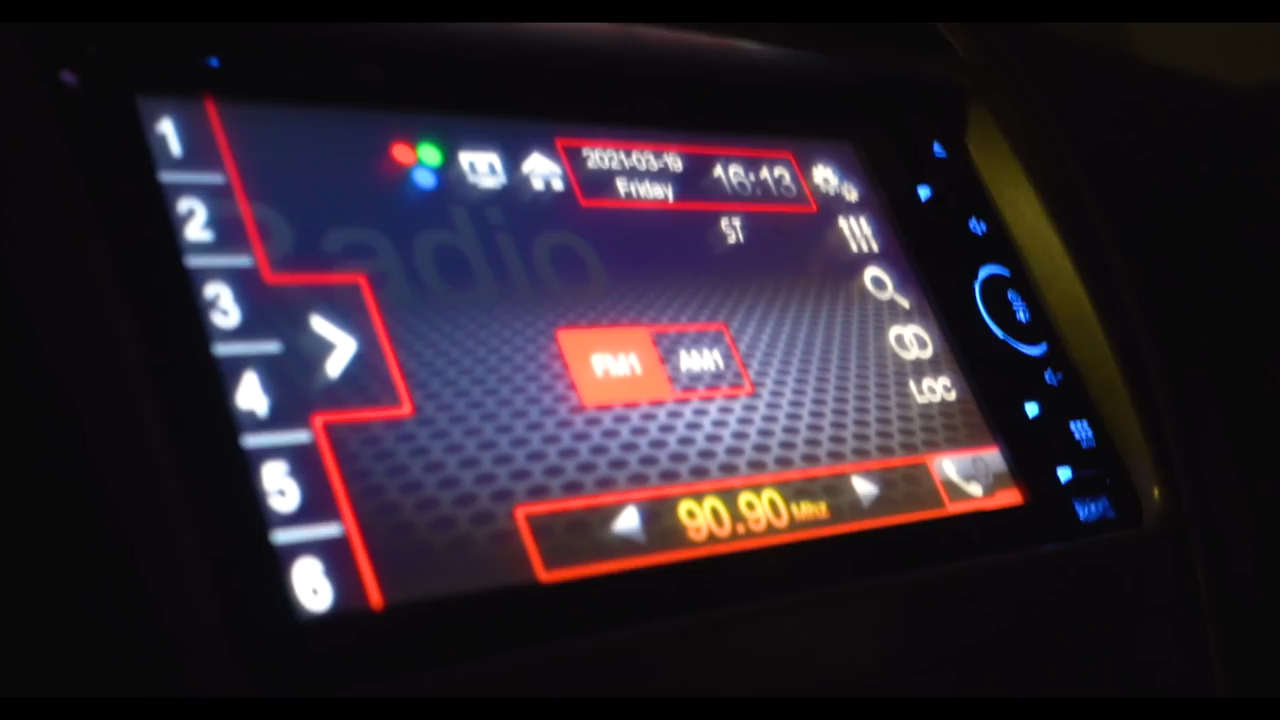 1
2
3
4
5
6
2021-03-19
Friday
16:13
ST
Radio
FM1
AM1
LOC
90.90 MHz